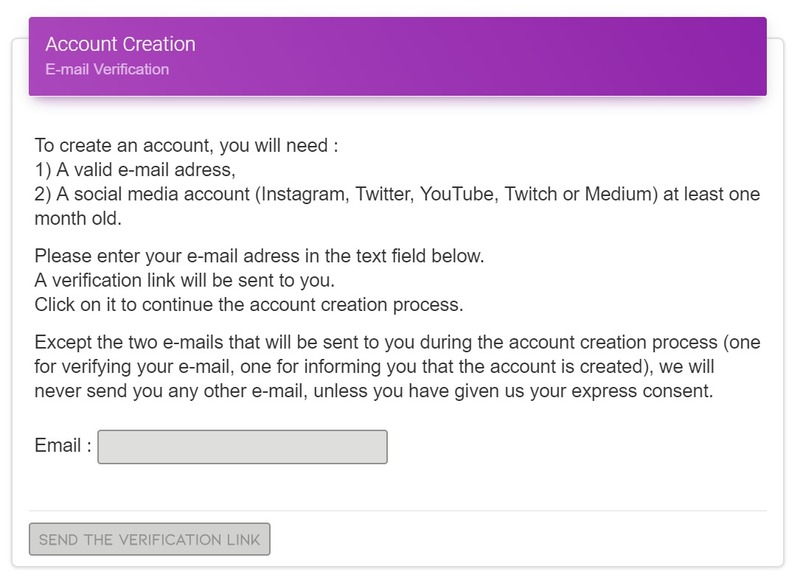 Account Creation
E-mail Verification
To create an account, you will need :
1) A valid e-mail adress,
2) A social media account (Instagram, Twitter, YouTube, Twitch or Medium) at least one
month old.
Please enter your e-mail adress in the text field below.
A verification link will be sent to you.
Click on it to continue the account creation process.
Except the two e-mails that will be sent to you during the account creation process (one
for verifying your e-mail, one for informing you that the account is created), we will
never send you any other e-mail, unless you have given us your express consent.
Email :
SEND THE VERIFICATION LINK